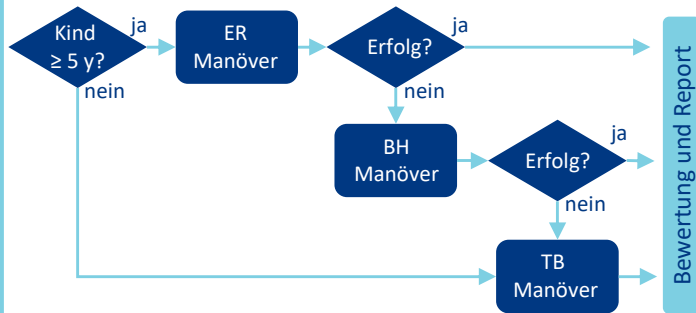 Kind
≥ 5 y?
ja
nein
ER
Manöver
Erfolg?
ja
nein
BH
Manöver
Erfolg?
ja
nein
TB
Manöver
Bewertung und Report